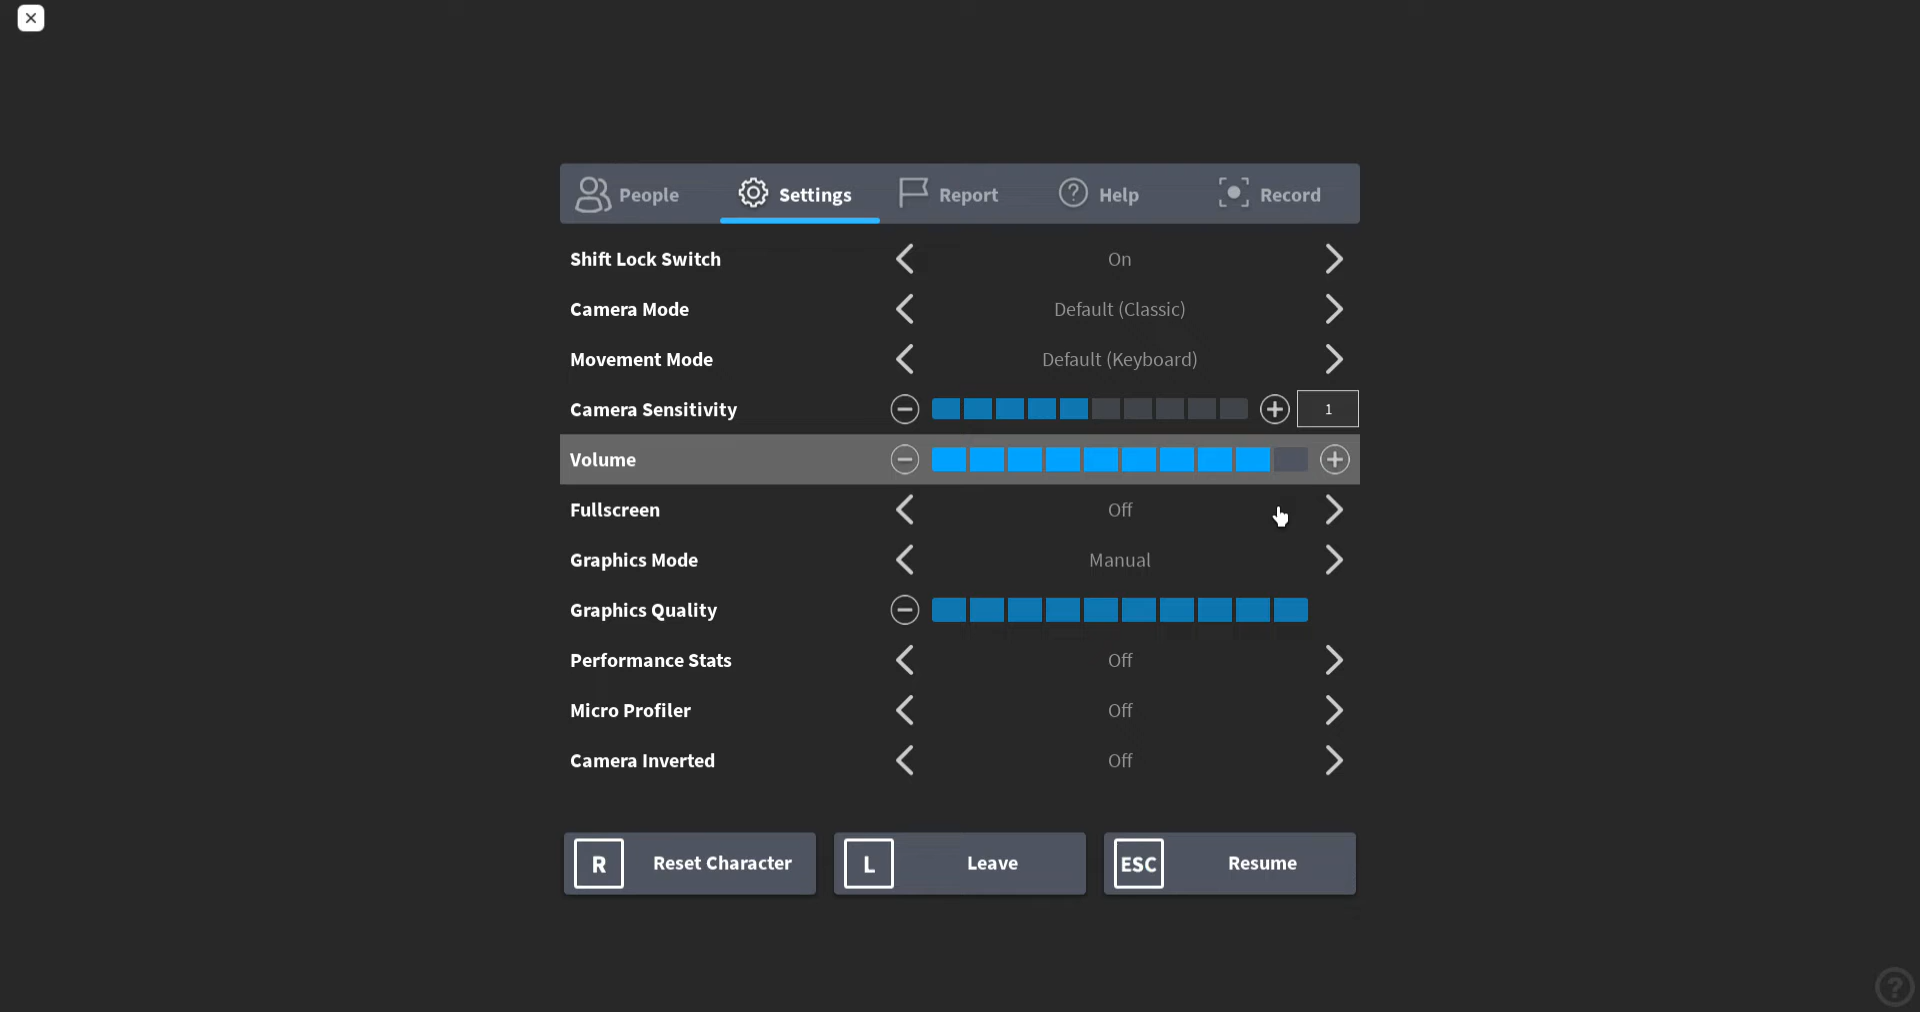 People Settings Report Help Record
Shift Lock Switch On
Camera Mode Default (Classic)
Movement Mode Default (Keyboard)
Camera Sensitivity 1
Volume
Fullscreen Off
Graphics Mode Manual
Graphics Quality
Performance Stats Off
Micro Profiler Off
Camera Inverted Off
R Reset Character L Leave ESC Resume
?